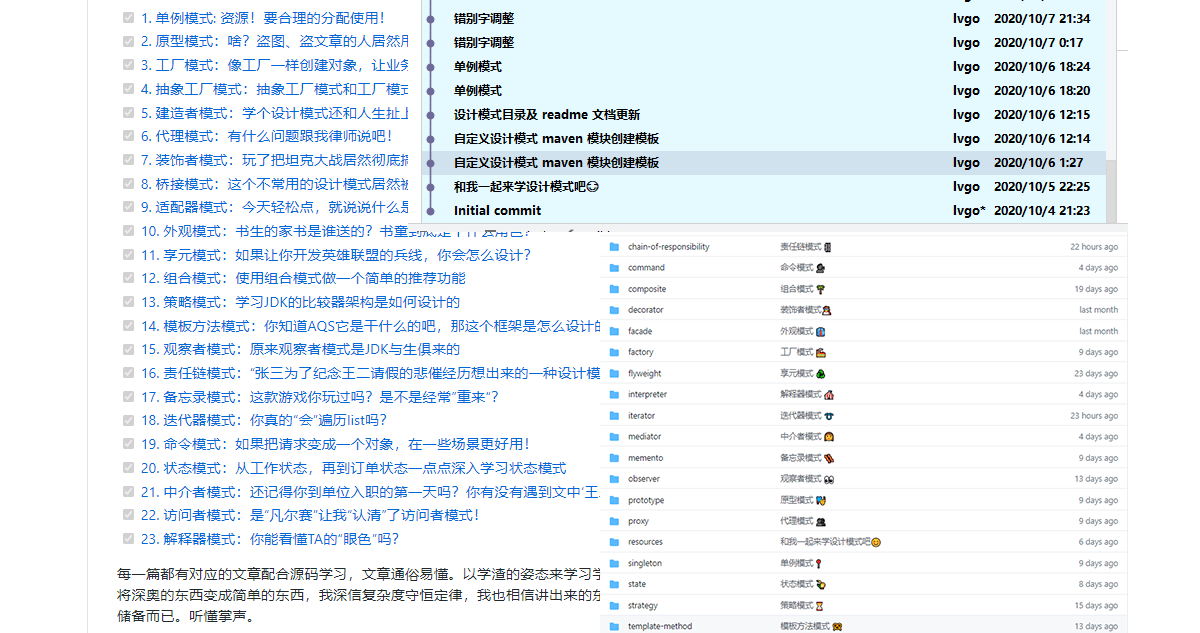 1. 单例模式: 资源！要合理的分配使用！
2. 原型模式：啥？盗图、盗文章的人居然用
3. 工厂模式：像工厂一样创建对象，让业务
4. 抽象工厂模式：抽象工厂模式和工厂模式
5. 建造者模式：学个设计模式还和人生扯上
6. 代理模式：有什么问题跟我律师说吧！
7. 装饰者模式：玩了把坦克大战居然彻底搞
8. 桥接模式：这个不常用的设计模式居然被
9. 适配器模式：今天轻松点，就说说什么是
10. 外观模式：书生的家书是谁送的？书童到底是个什么角色？
11. 享元模式：如果让你开发英雄联盟的兵线，你会怎么设计？
12. 组合模式：使用组合模式做一个简单的推荐功能
13. 策略模式：学习JDK的比较器架构是如何设计的
14. 模板方法模式：你知道AQS它是干什么的吧，那这个框架是怎么设计的
15. 观察者模式：原来观察者模式是JDK与生俱来的
16. 责任链模式：“张三为了纪念王二请假的悲催经历想出来的一种设计模
17. 备忘录模式：这款游戏你玩过吗？是不是经常”重来“？
18. 迭代器模式：你真的“会”遍历list吗？
19. 命令模式：如果把请求变成一个对象，在一些场景更好用！
20. 状态模式：从工作状态，再到订单状态一点点深入学习状态模式
21. 中介者模式：还记得你到单位入职的第一天吗？你有没有遇到文中‘王
22. 访问者模式：是“凡尔赛”让我“认清”了访问者模式！
23. 解释器模式：你能看懂TA的“眼色”吗？
每一篇都有对应的文章配合源码学习，文章通俗易懂。以学渣的姿态来学习学
将深奥的东西变成简单的东西，我深信复杂度守恒定律，我也相信讲出来的东
储备而已。听懂掌声。
错别字调整 lvgo 2020/10/7 21:34
错别字调整 lvgo 2020/10/7 0:17
单例模式 lvgo 2020/10/6 18:24
单例模式 lvgo 2020/10/6 18:20
设计模式目录及 readme 文档更新 lvgo 2020/10/6 12:15
自定义设计模式 maven 模块创建模板 lvgo 2020/10/6 12:14
自定义设计模式 maven 模块创建模板 lvgo 2020/10/6 1:27
和我一起来学设计模式吧😊 lvgo 2020/10/5 22:25
Initial commit lvgo* 2020/10/4 21:23
chain-of-responsibility 责任链模式 22 hours ago
command 命令模式 4 days ago
composite 组合模式 19 days ago
decorator 装饰者模式 last month
facade 外观模式 last month
factory 工厂模式 9 days ago
flyweight 享元模式 23 days ago
interpreter 解释器模式 4 days ago
iterator 迭代器模式 23 hours ago
mediator 中介者模式 4 days ago
memento 备忘录模式 9 days ago
observer 观察者模式 13 days ago
prototype 原型模式 9 days ago
proxy 代理模式 9 days ago
resources 和我一起来学设计模式吧😊 6 days ago
singleton 单例模式 9 days ago
state 状态模式 8 days ago
strategy 策略模式 15 days ago
template-method 模板方法模式 13 days ago